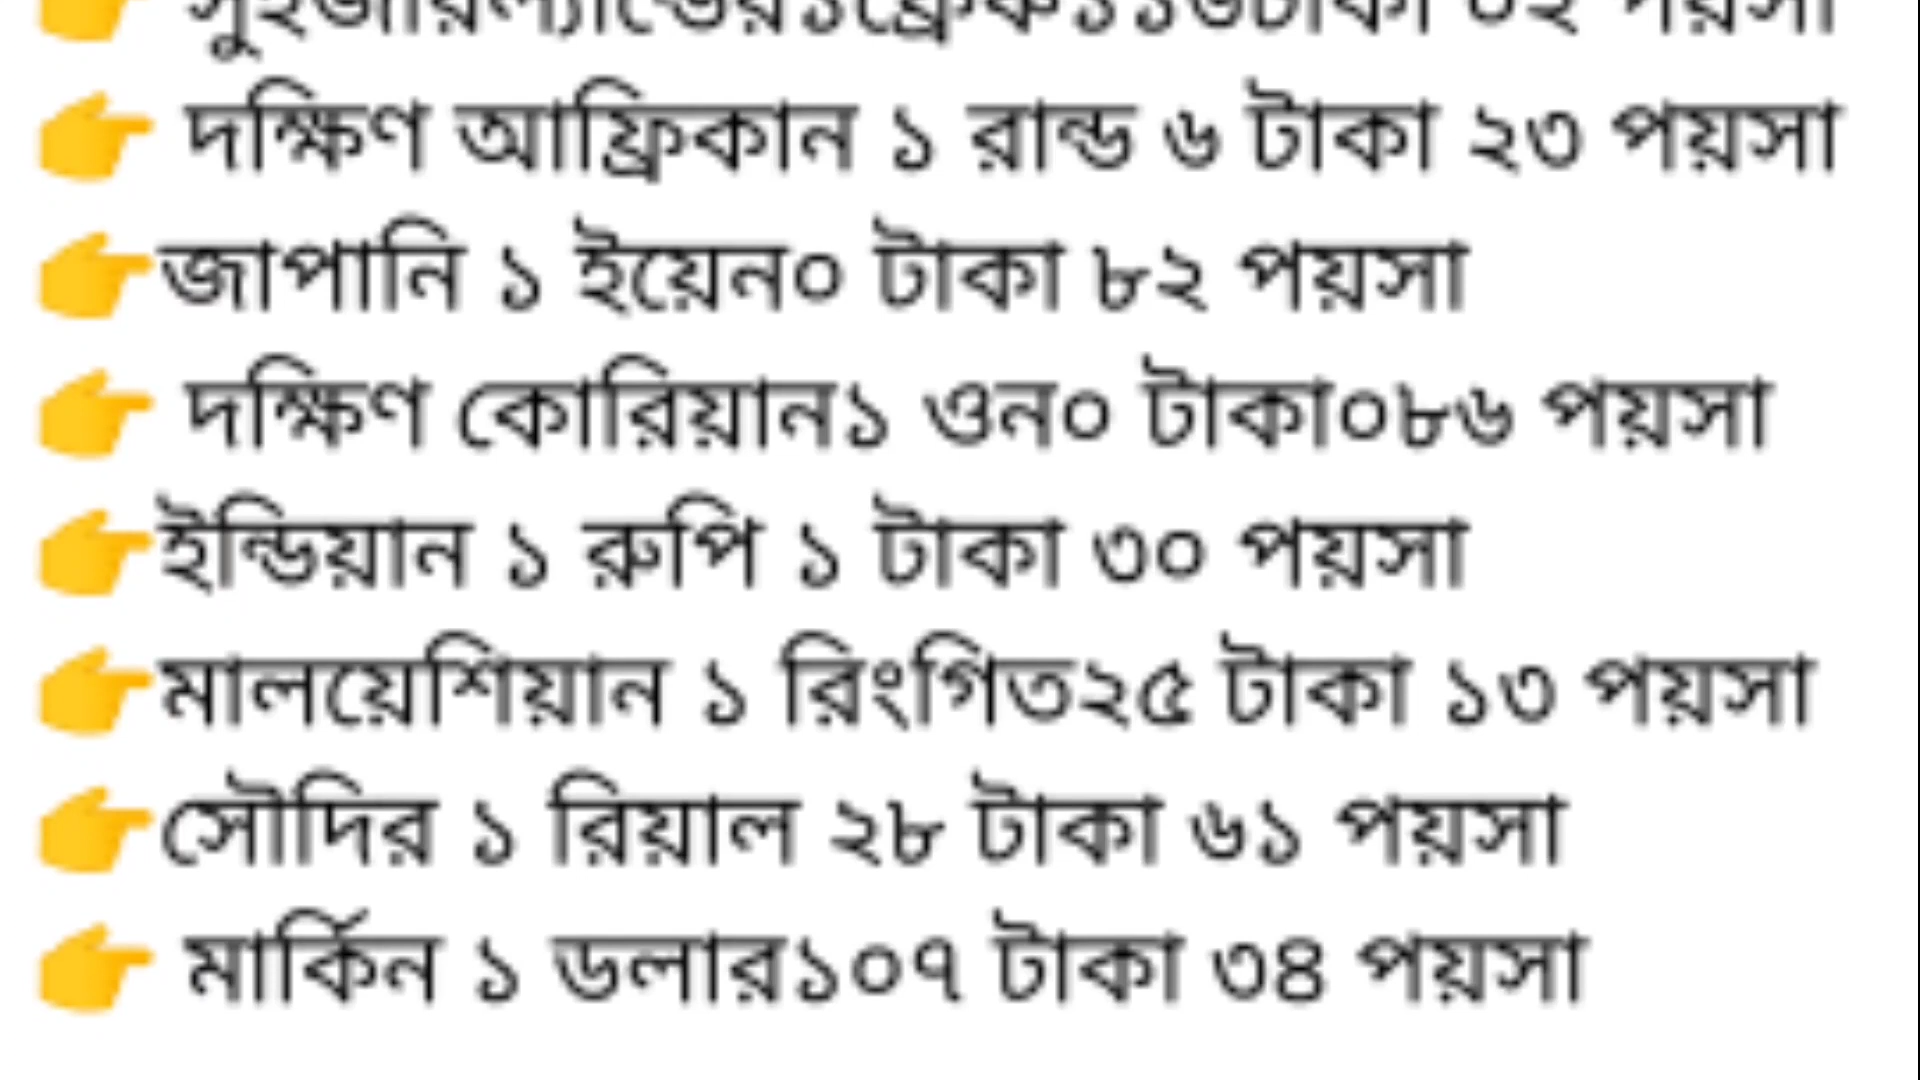 👉 দক্ষিণ আফ্রিকান ১ রান্ড ৬ টাকা ২৩ পয়সা
👉জাপানি ১ ইয়েন০ টাকা ৮২ পয়সা
👉 দক্ষিণ কোরিয়ান১ ওন০ টাকা০৮৬ পয়সা
👉ইন্ডিয়ান ১ রুপি ১ টাকা ৩০ পয়সা
👉মালয়েশিয়ান ১ রিংগিত২৫ টাকা ১৩ পয়সা
👉সৌদির ১ রিয়াল ২৮ টাকা ৬১ পয়সা
👉 মার্কিন ১ ডলার১০৭ টাকা ৩৪ পয়সা